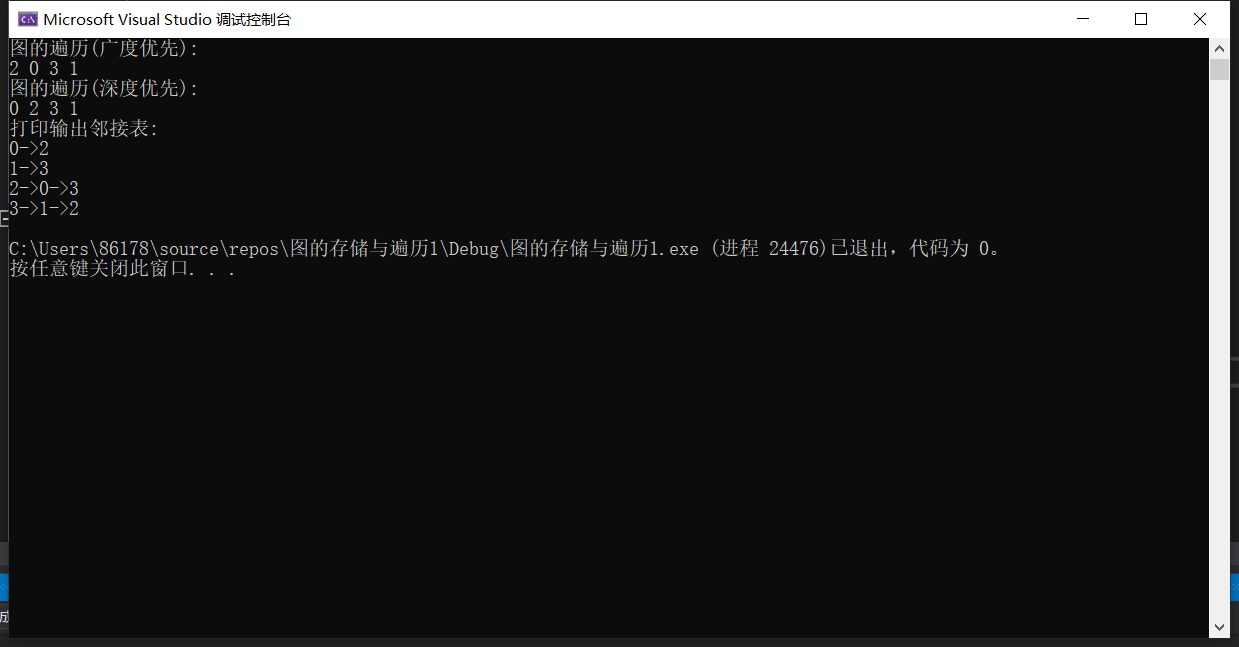 Microsoft Visual Studio 调试控制台
图的遍历(广度优先):
2 0 3 1
图的遍历(深度优先):
0 2 3 1
打印输出邻接表:
0->2
1->3
2->0->3
3->1->2
C:\Users\86178\source\repos\图的存储与遍历1\Debug\图的存储与遍历1.exe (进程 24476)已退出，代码为 0。
按任意键关闭此窗口. . .